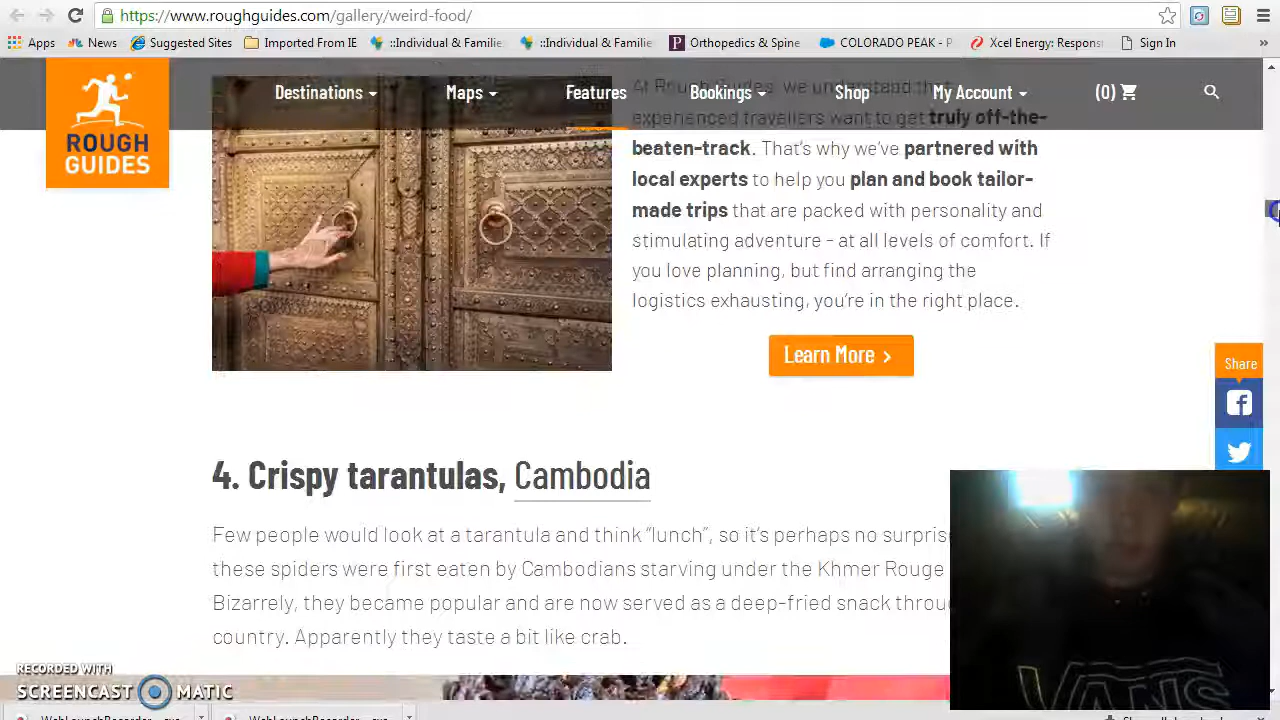 https://www.roughguides.com/gallery/weird-food/
Apps News Suggested Sites Imported From IE ::Individual & Familie ::Individual & Familie Orthopedics & Spine COLORADO PEAK - P Xcel Energy: Respons Sign In
ROUGH
GUIDES
Destinations Maps Features Bookings Shop My Account (0)
At Rough Guides, we understand that
experienced travellers want to get truly off-the-
beaten-track. That's why we've partnered with
local experts to help you plan and book tailor-
made trips that are packed with personality and
stimulating adventure - at all levels of comfort. If
you love planning, but find arranging the
logistics exhausting, you're in the right place.
Learn More >
Share
4. Crispy tarantulas, Cambodia
Few people would look at a tarantula and think “lunch”, so it's perhaps no surpris
these spiders were first eaten by Cambodians starving under the Khmer Rouge
Bizarrely, they became popular and are now served as a deep-fried snack throu
country. Apparently they taste a bit like crab.
RECORDED WITH
SCREENCAST MATIC
VANS